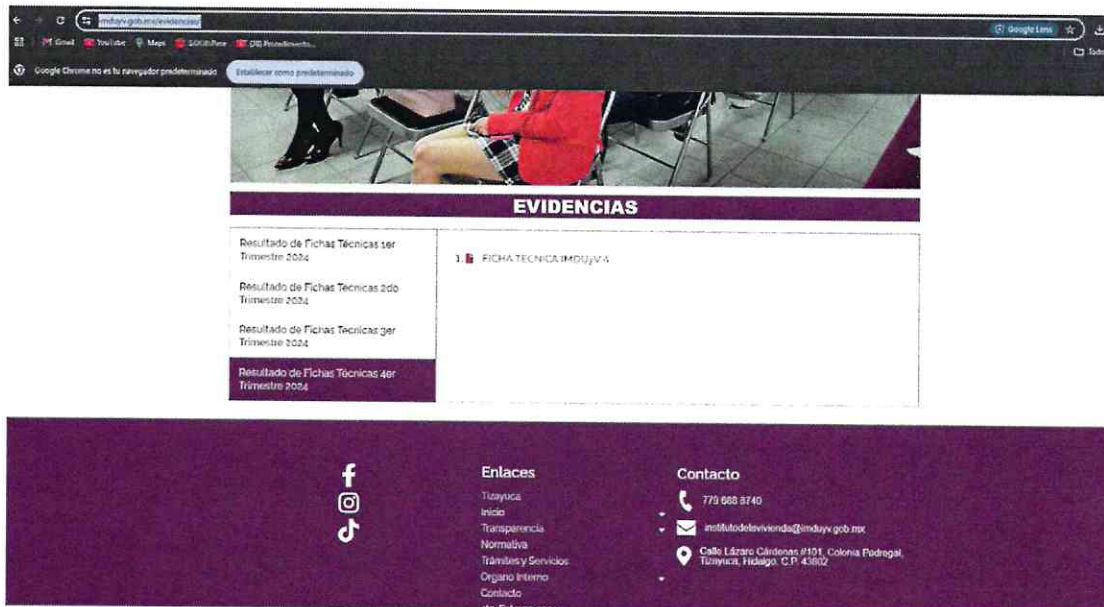 imduyv.gob.mx/evidencias/
Google Lens
Gmail YouTube Maps
Google Chrome no es tu navegador predeterminado Establecer como predeterminado
EVIDENCIAS
Resultado de Fichas Técnicas 1er
Trimestre 2024
Resultado de Fichas Técnicas 2do
Trimestre 2024
Resultado de Fichas Técnicas 3er
Trimestre 2024
Resultado de Fichas Técnicas 4er
Trimestre 2024
1. FICHA TECNICA IMDUyV 4
Enlaces
Tizayuca
Inicio
Transparencia
Normativa
Trámites y Servicios
Organo Interno
Contacto
Contacto
779 688 8740
institutodelavivienda@imduyv.gob.mx
Calle Lázaro Cárdenas #101, Colonia Pedregal,
Tizayuca, Hidalgo, C.P. 43802